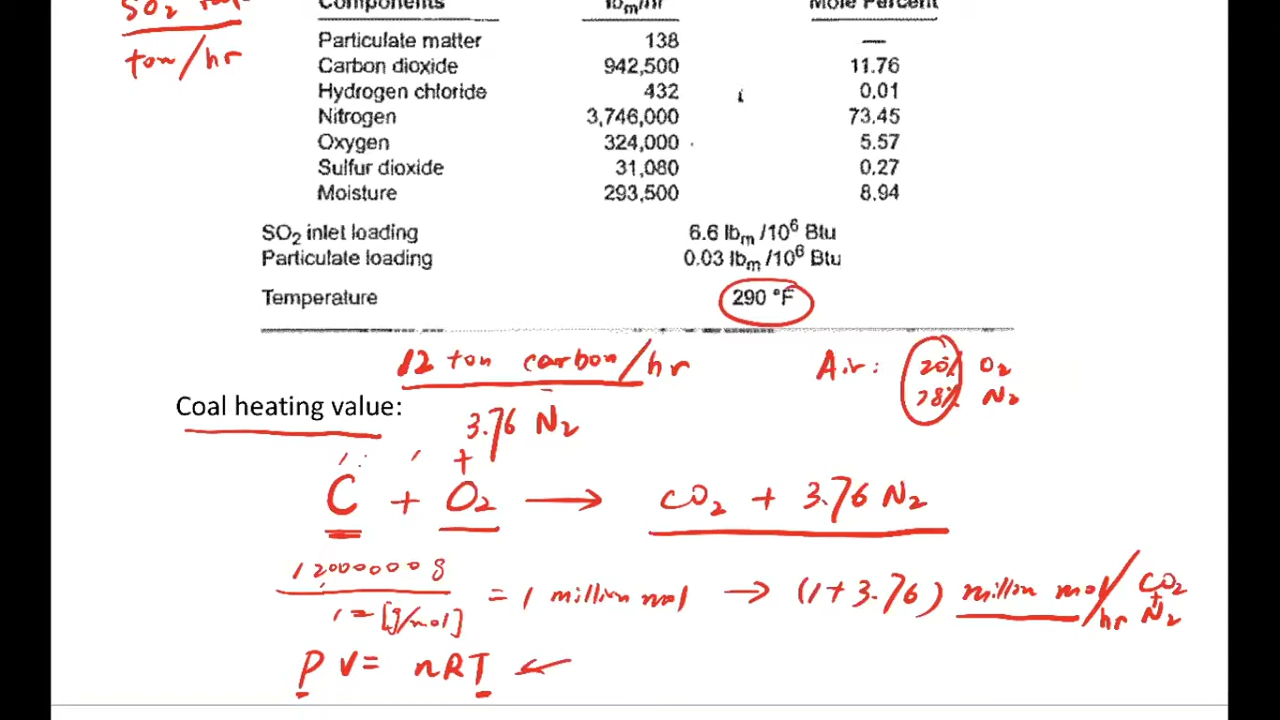 SO2
ton/hr
Components lbm/hr Mole Percent
Particulate matter 138 —
Carbon dioxide 942,500 11.76
Hydrogen chloride 432 0.01
Nitrogen 3,746,000 73.45
Oxygen 324,000 5.57
Sulfur dioxide 31,080 0.27
Moisture 293,500 8.94
SO2 inlet loading 6.6 lbm /10^6 Btu
Particulate loading 0.03 lbm /10^6 Btu
Temperature 290 °F
12 ton carbon/hr
Air: 20% O2
78% N2
Coal heating value:
3.76 N2
+
C + O2 → CO2 + 3.76 N2
12000000 g
12 [g/mol]
= 1 million mol → (1+3.76) million mol/hr CO2 + N2
PV = nRT ←